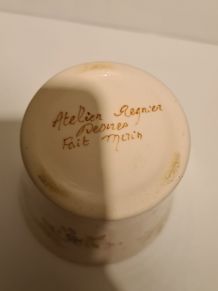 Atelier Regnier
Desvres
Fait Main